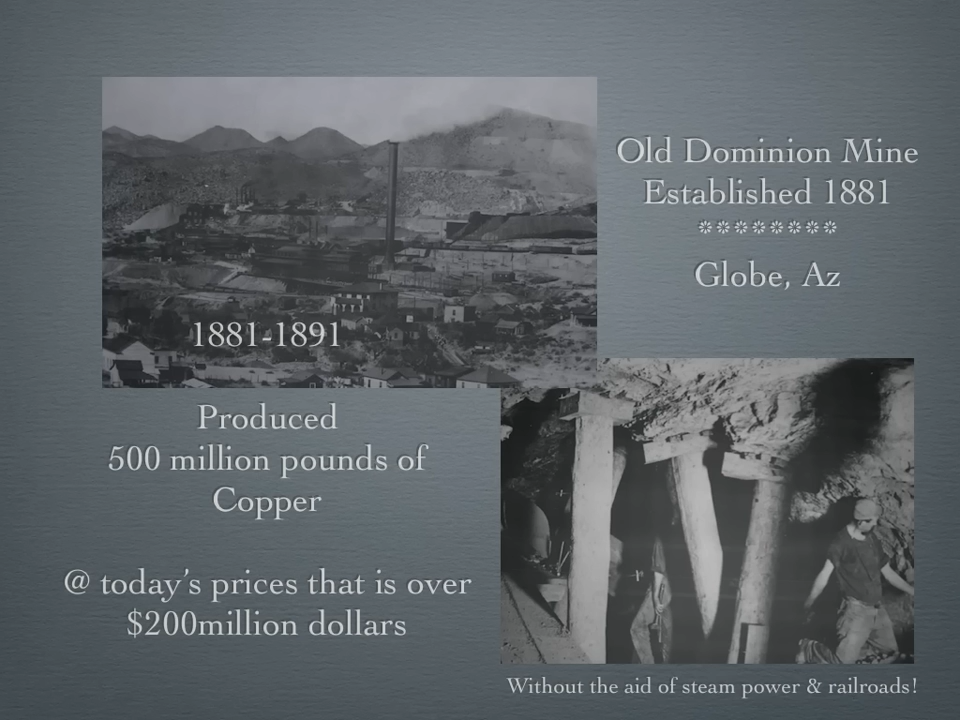 Old Dominion Mine
Established 1881
********
Globe, Az
1881-1891
Produced
500 million pounds of
Copper
@ today’s prices that is over
$200million dollars
Without the aid of steam power & railroads!